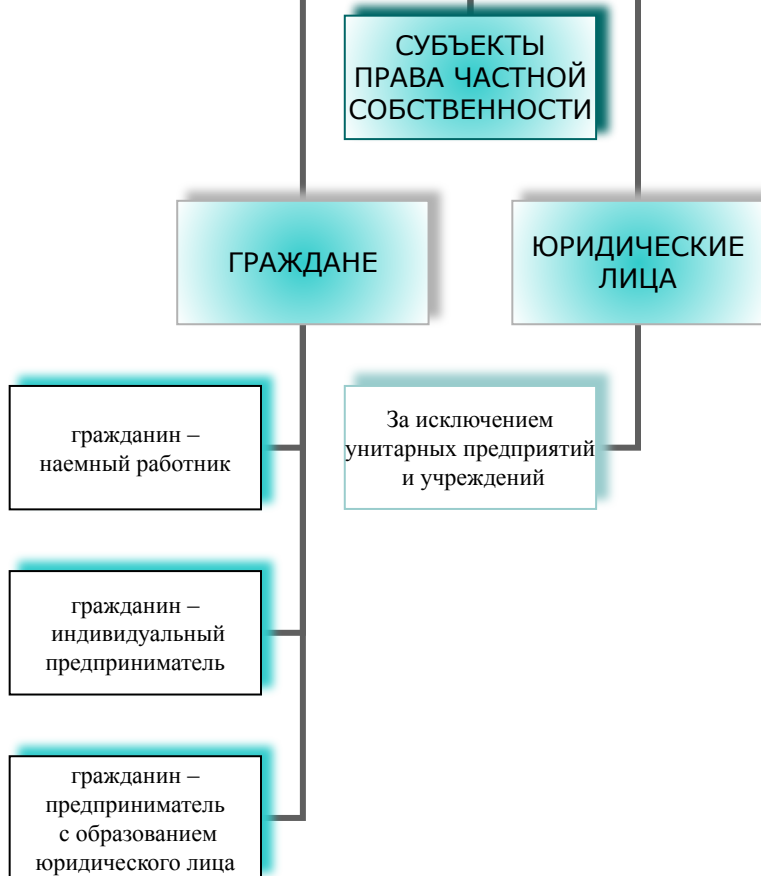 СУБЪЕКТЫ
ПРАВА ЧАСТНОЙ
СОБСТВЕННОСТИ
ГРАЖДАНЕ
ЮРИДИЧЕСКИЕ
ЛИЦА
гражданин –
наемный работник
За исключением
унитарных предприятий
и учреждений
гражданин –
индивидуальный
предприниматель
гражданин –
предприниматель
с образованием
юридического лица